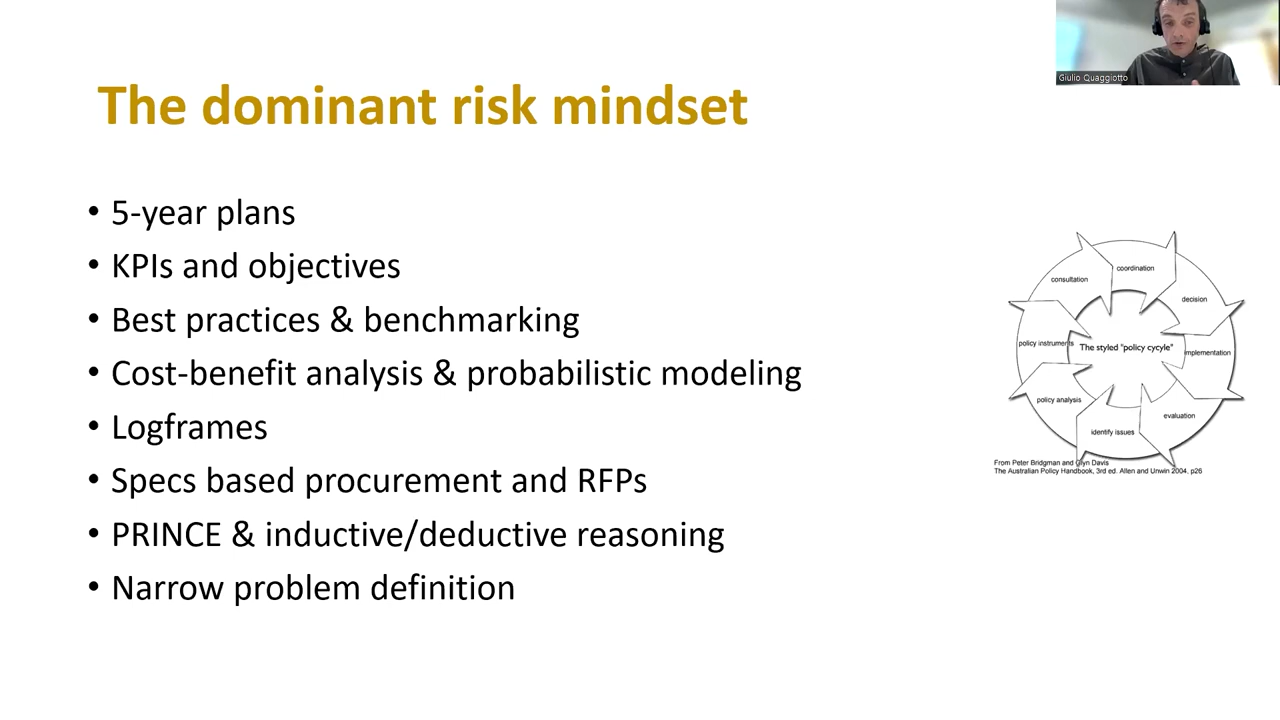 Giulio Quaggiotto
The dominant risk mindset
• 5-year plans
• KPIs and objectives
• Best practices & benchmarking
• Cost-benefit analysis & probabilistic modeling
• Logframes
• Specs based procurement and RFPs
• PRINCE & inductive/deductive reasoning
• Narrow problem definition
coordination
consultation
decision
policy instruments
The styled "policy cycyle"
implementation
policy analysis
evaluation
identify issues
From Peter Bridgman and Glyn Davis
The Australian Policy Handbook, 3rd ed. Allen and Unwin 2004, p26